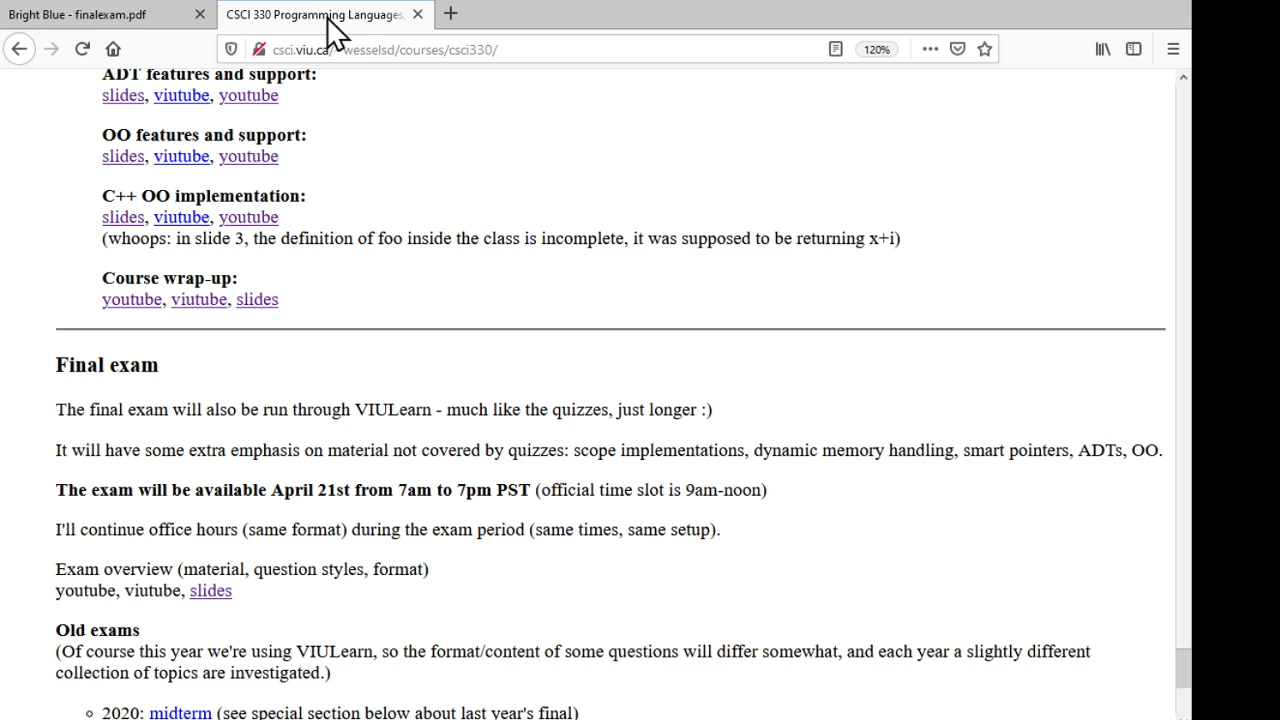 Bright Blue - finalexam.pdf
CSCI 330 Programming Languages,
csci.viu.ca/~wesselsd/courses/csci330/
120%
ADT features and support:
slides, viutube, youtube
OO features and support:
slides, viutube, youtube
C++ OO implementation:
slides, viutube, youtube
(whoops: in slide 3, the definition of foo inside the class is incomplete, it was supposed to be returning x+i)
Course wrap-up:
youtube, viutube, slides
Final exam
The final exam will also be run through VIULearn - much like the quizzes, just longer :)
It will have some extra emphasis on material not covered by quizzes: scope implementations, dynamic memory handling, smart pointers, ADTs, OO.
The exam will be available April 21st from 7am to 7pm PST (official time slot is 9am-noon)
I'll continue office hours (same format) during the exam period (same times, same setup).
Exam overview (material, question styles, format)
youtube, viutube, slides
Old exams
(Of course this year we're using VIULearn, so the format/content of some questions will differ somewhat, and each year a slightly different
collection of topics are investigated.)
2020: midterm (see special section below about last year's final)